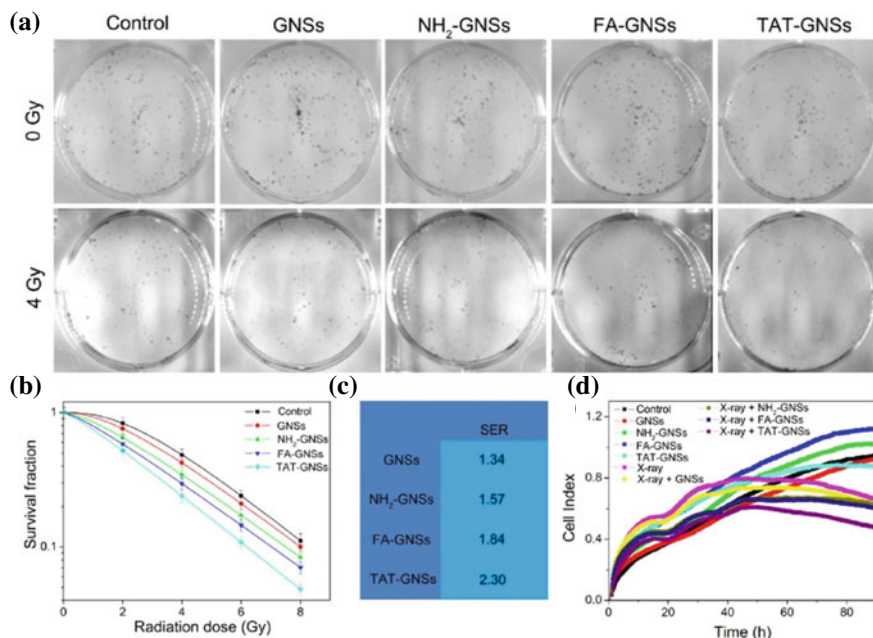 (a)
Control GNSs NH₂-GNSs FA-GNSs TAT-GNSs
0 Gy
4 Gy
(b)
Survival fraction
1
0.1
Control
GNSs
NH₂-GNSs
FA-GNSs
TAT-GNSs
0 2 4 6 8
Radiation dose (Gy)
(c)
SER
GNSs 1.34
NH₂-GNSs 1.57
FA-GNSs 1.84
TAT-GNSs 2.30
(d)
Cell Index
1.2
0.8
0.4
0.0
Control
GNSs
NH₂-GNSs
FA-GNSs
TAT-GNSs
X-ray
X-ray + GNSs
X-ray + NH₂-GNSs
X-ray + FA-GNSs
X-ray + TAT-GNSs
0 20 40 60 80
Time (h)